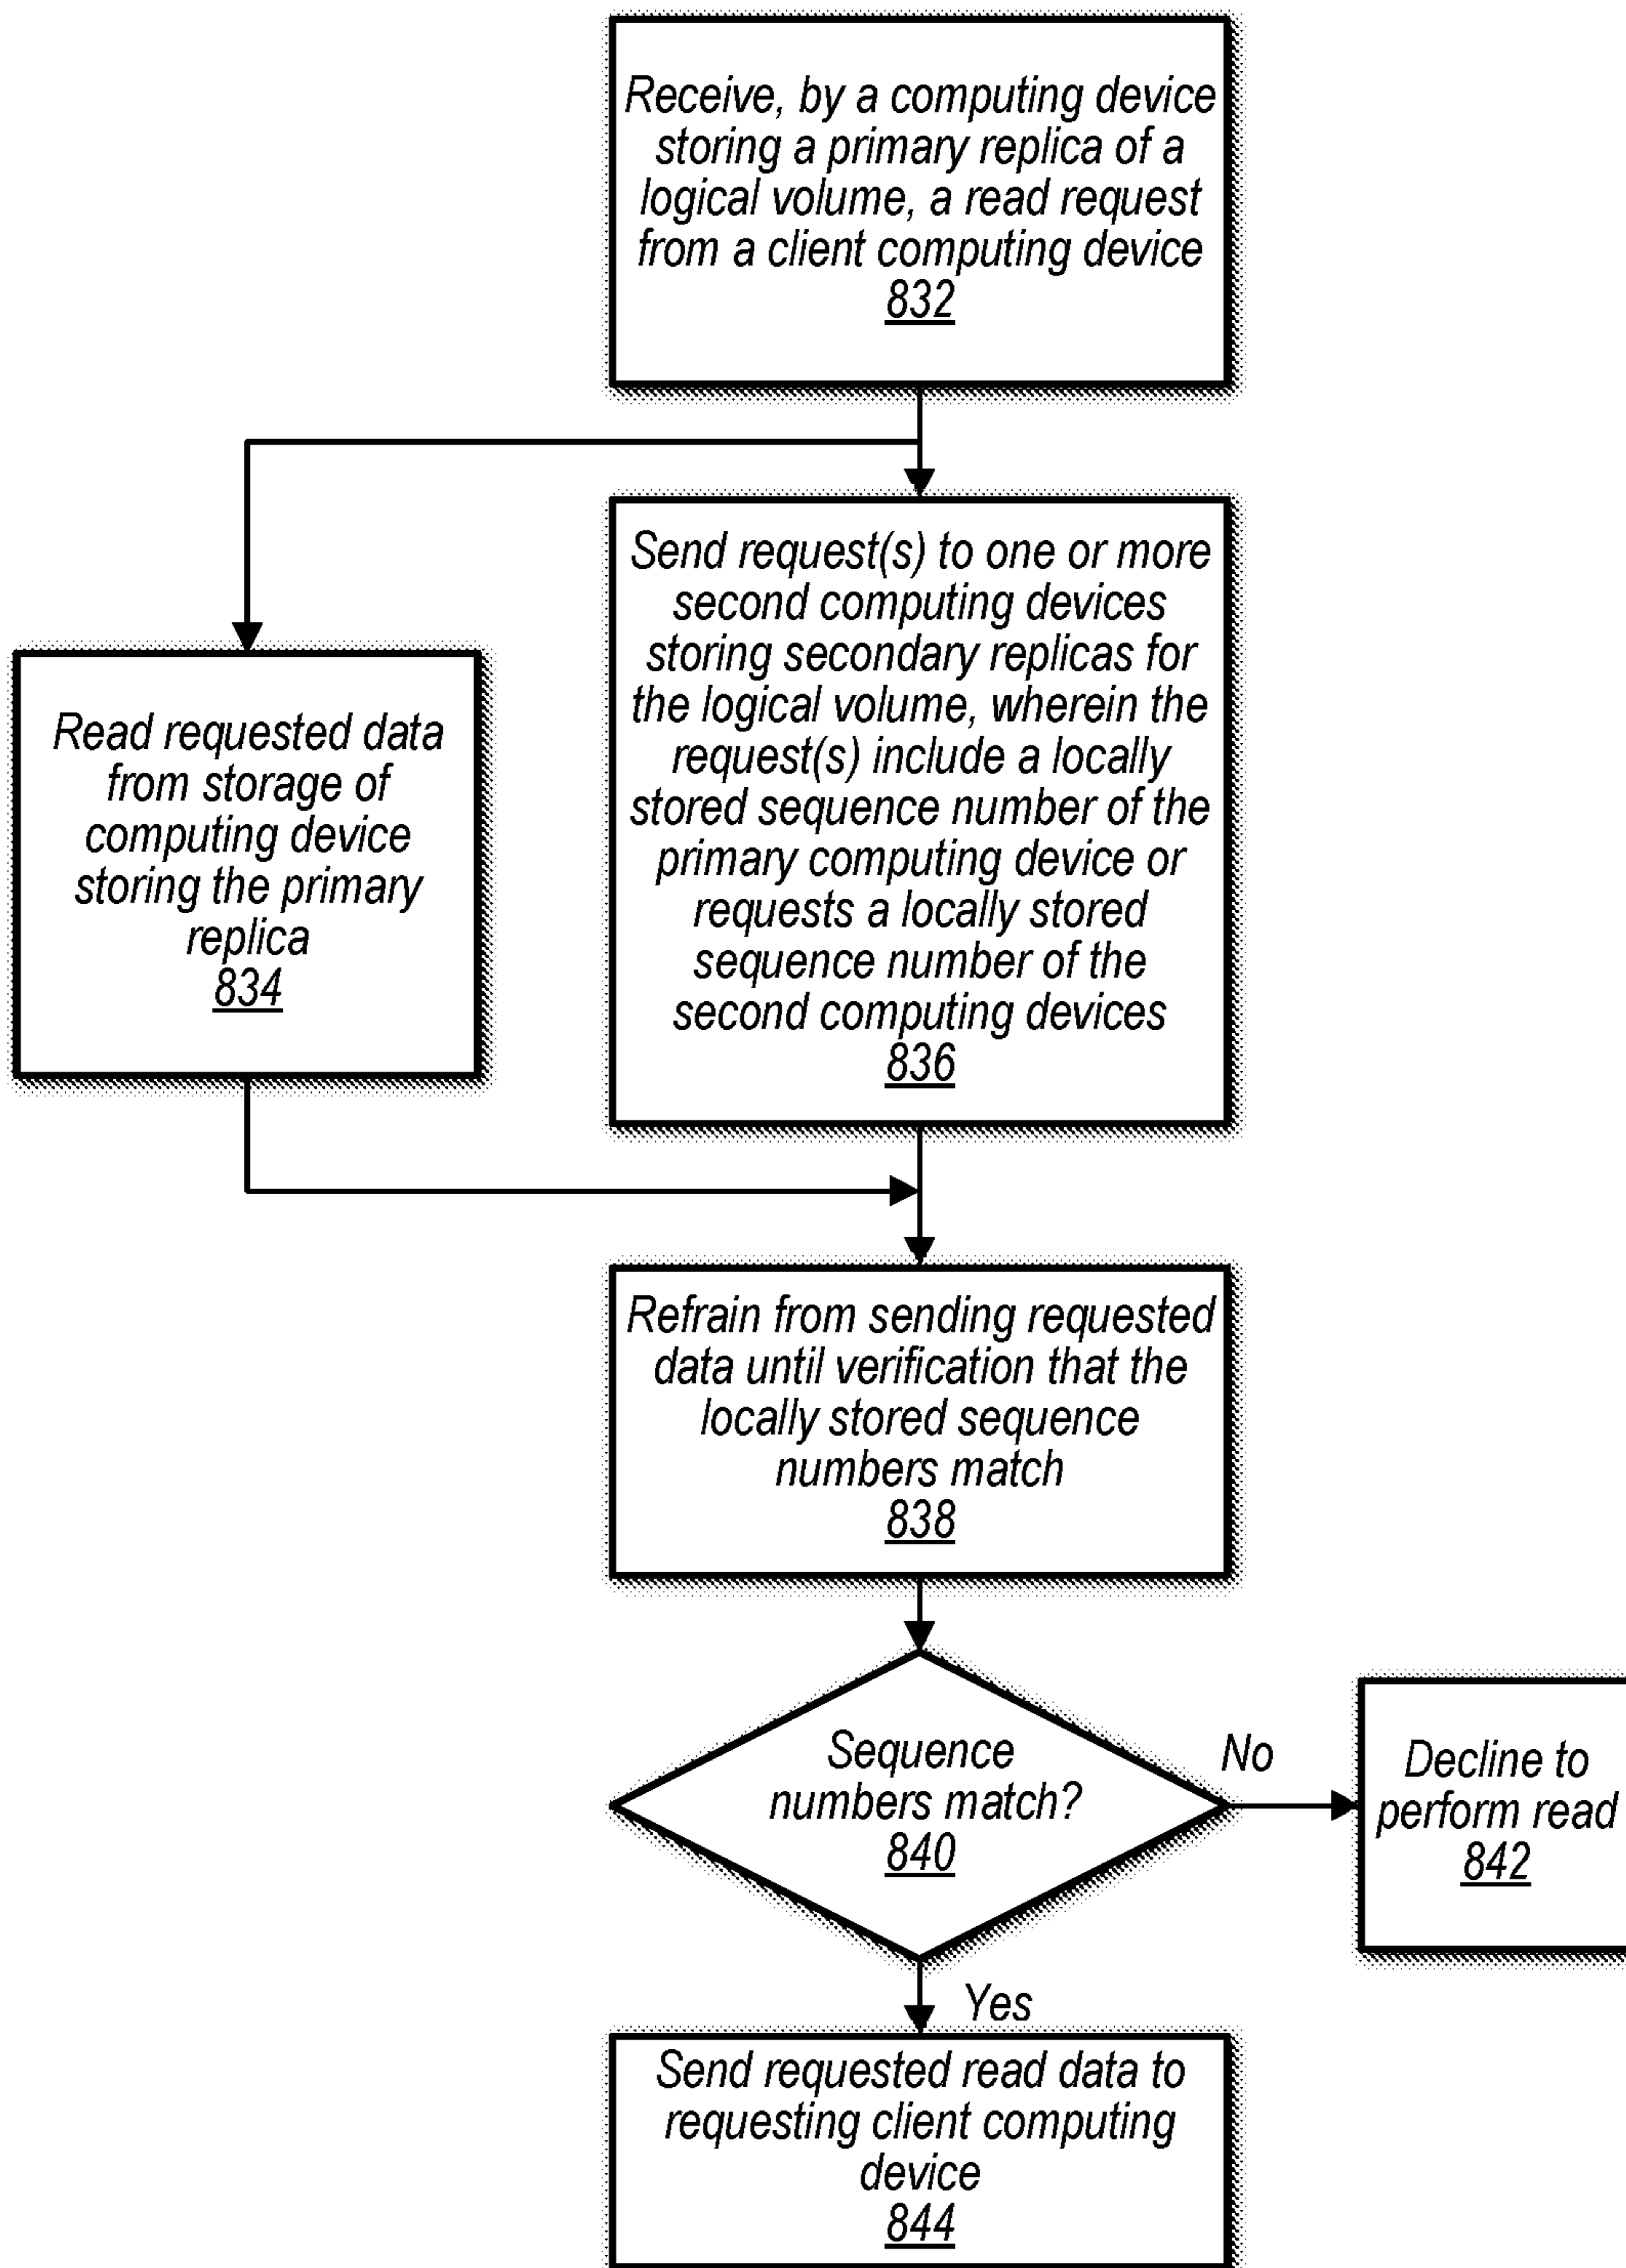 Receive, by a computing device
storing a primary replica of a
logical volume, a read request
from a client computing device
832
Read requested data
from storage of
computing device
storing the primary
replica
834
Send request(s) to one or more
second computing devices
storing secondary replicas for
the logical volume, wherein the
request(s) include a locally
stored sequence number of the
primary computing device or
requests a locally stored
sequence number of the
second computing devices
836
Refrain from sending requested
data until verification that the
locally stored sequence
numbers match
838
Sequence
numbers match?
840
No
Decline to
perform read
842
Yes
Send requested read data to
requesting client computing
device
844